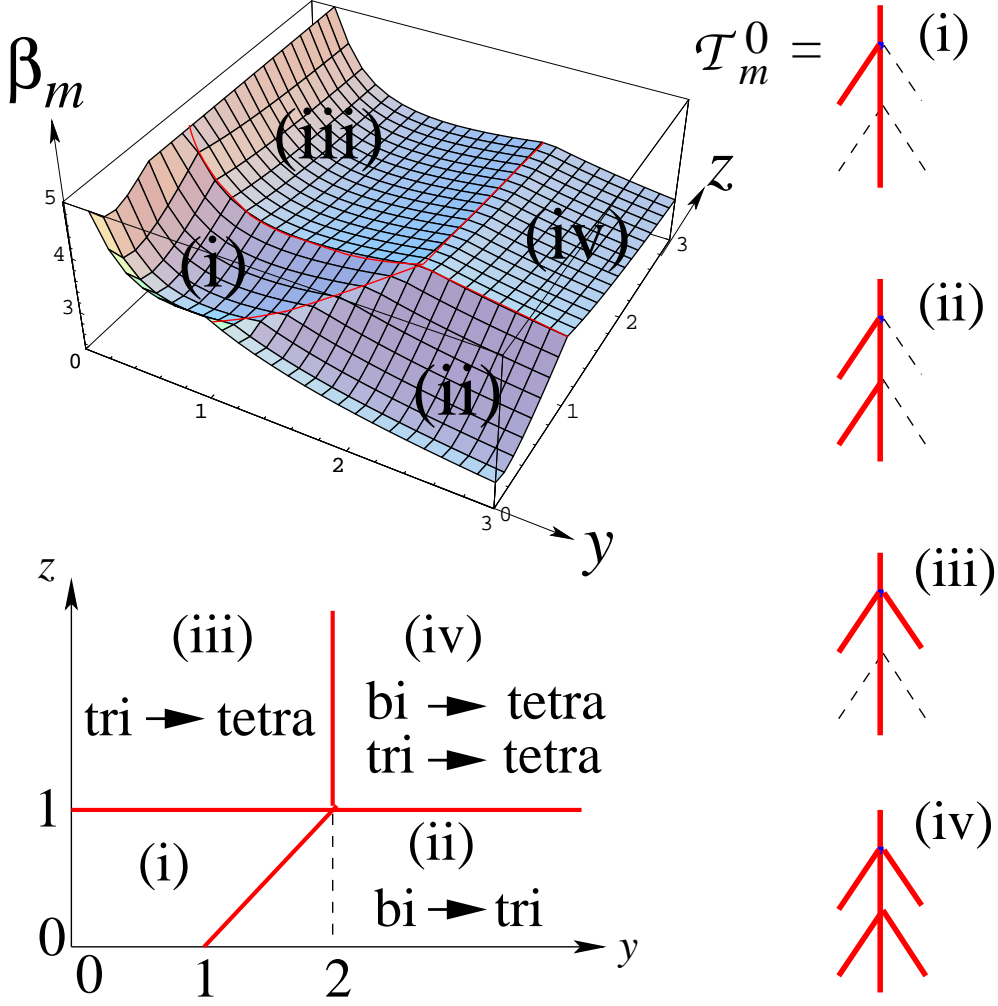 β_m
5
4
3
0
1
2
3
0
1
2
3
y
z
(iii)
(i)
(iv)
(ii)
𝒯_m^0 =
(i)
(ii)
(iii)
(iv)
z
(iii)
(iv)
tri → tetra
bi → tetra
tri → tetra
1
(i)
(ii)
bi → tri
0
y
0 1 2